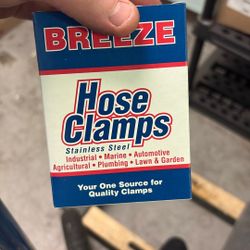 BREEZE
Hose
Clamps
Stainless Steel
Industrial • Marine • Automotive
Agricultural • Plumbing • Lawn & Garden
Your One Source for
Quality Clamps